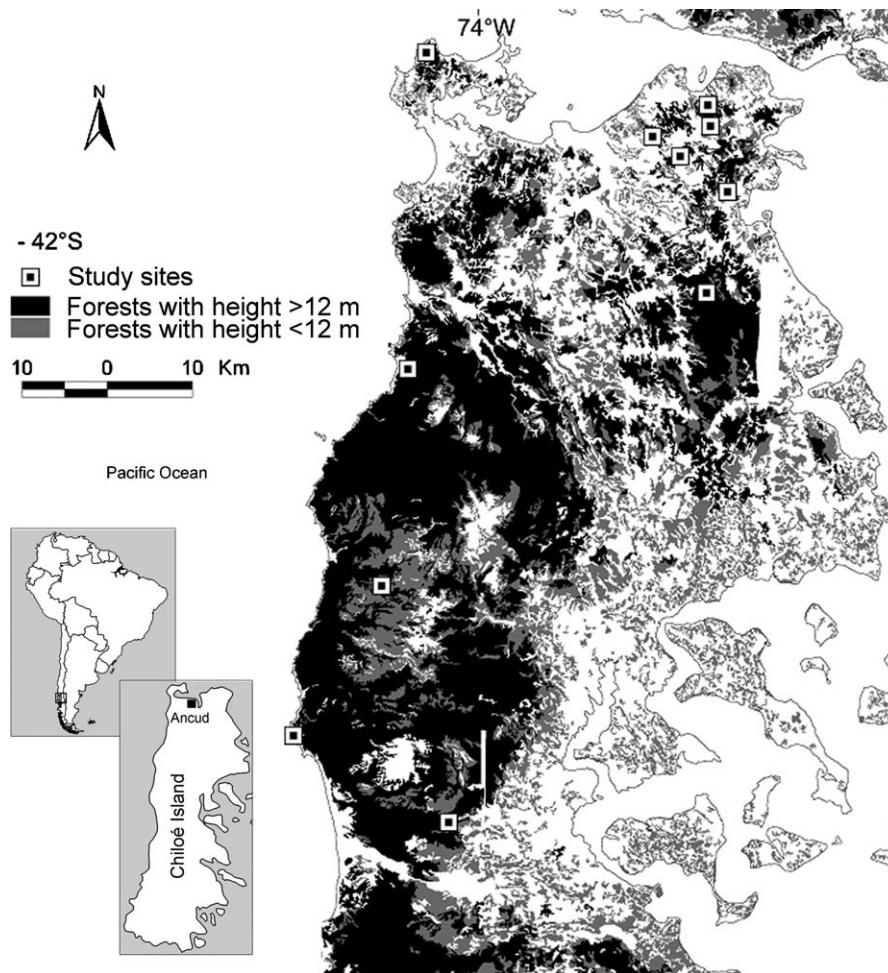 74°W
N
- 42°S
Study sites
Forests with height >12 m
Forests with height <12 m
10 0 10 Km
Pacific Ocean
Ancud
Chiloé Island